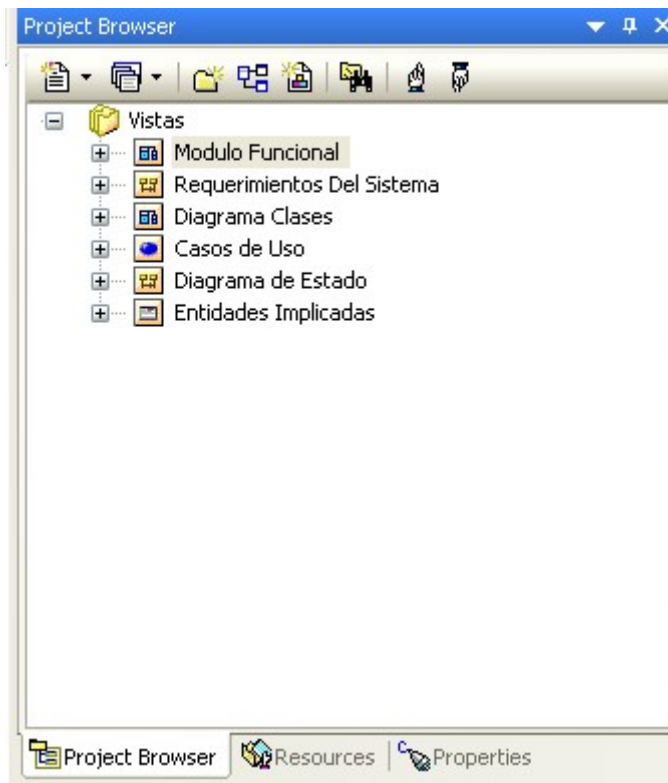 Project Browser
Vistas
Modulo Funcional
Requerimientos Del Sistema
Diagrama Clases
Casos de Uso
Diagrama de Estado
Entidades Implicadas
Project Browser Resources Properties